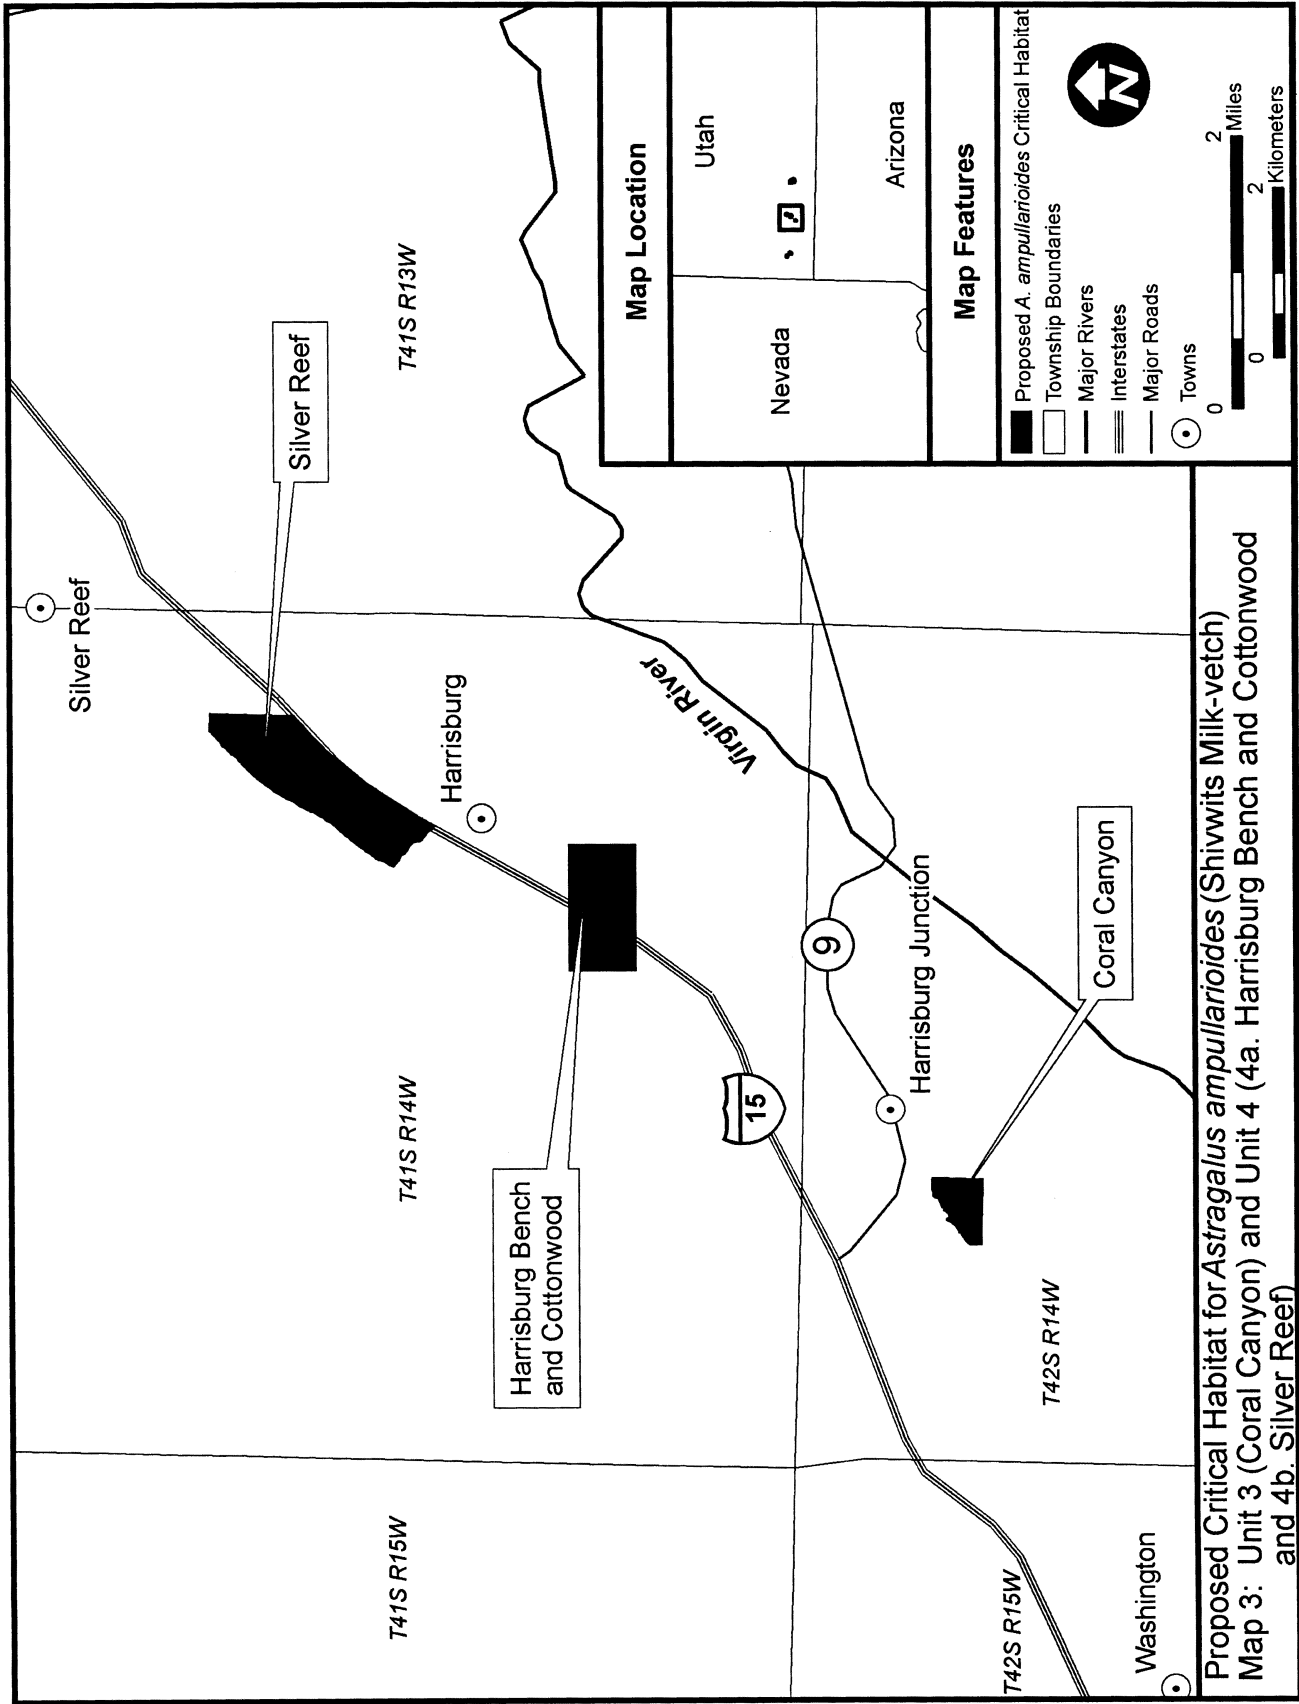 Silver Reef
Silver Reef
T41S R13W
Harrisburg
T41S R14W
T41S R15W
Harrisburg Bench
and Cottonwood
Virgin River
15
9
Harrisburg Junction
Coral Canyon
T42S R14W
T42S R15W
Washington
Map Location
Utah
Nevada
Arizona
Map Features
Proposed A. ampullarioides Critical Habitat
Township Boundaries
Major Rivers
Interstates
Major Roads
Towns
N
0 2
Miles
0 2
Kilometers
Proposed Critical Habitat for Astragalus ampullarioides (Shivwits Milk-vetch)
Map 3: Unit 3 (Coral Canyon) and Unit 4 (4a. Harrisburg Bench and Cottonwood
and 4b. Silver Reef)